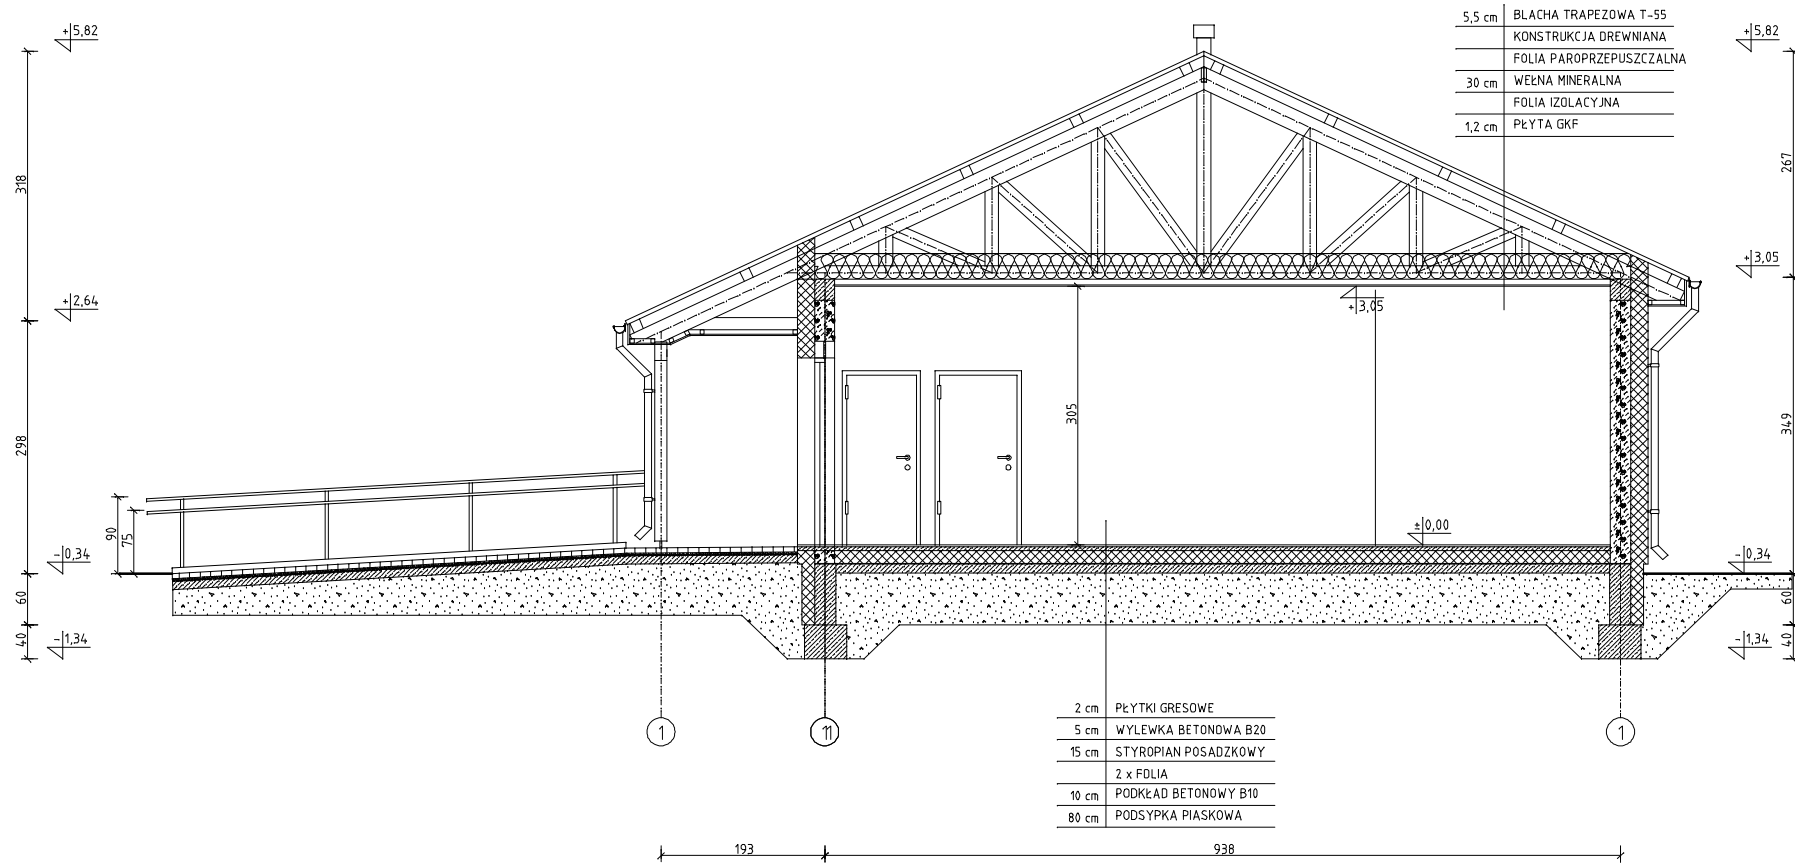 +5,82
5,5 cm BLACHA TRAPEZOWA T-55
KONSTRUKCJA DREWNIANA
FOLIA PAROPRZEPUSZCZALNA
30 cm WEŁNA MINERALNA
FOLIA IZOLACYJNA
1,2 cm PŁYTA GKF
+5,82
318
267
+2,64
+3,05
+3,05
298
305
349
90
75
±0,00
-0,34
-0,34
60
60
40
-1,34
-1,34
40
1
11
1
2 cm PŁYTKI GRESOWE
5 cm WYLEWKA BETONOWA B20
15 cm STYROPIAN POSADZKOWY
2 x FOLIA
10 cm PODKŁAD BETONOWY B10
80 cm PODSYPKA PIASKOWA
193
938